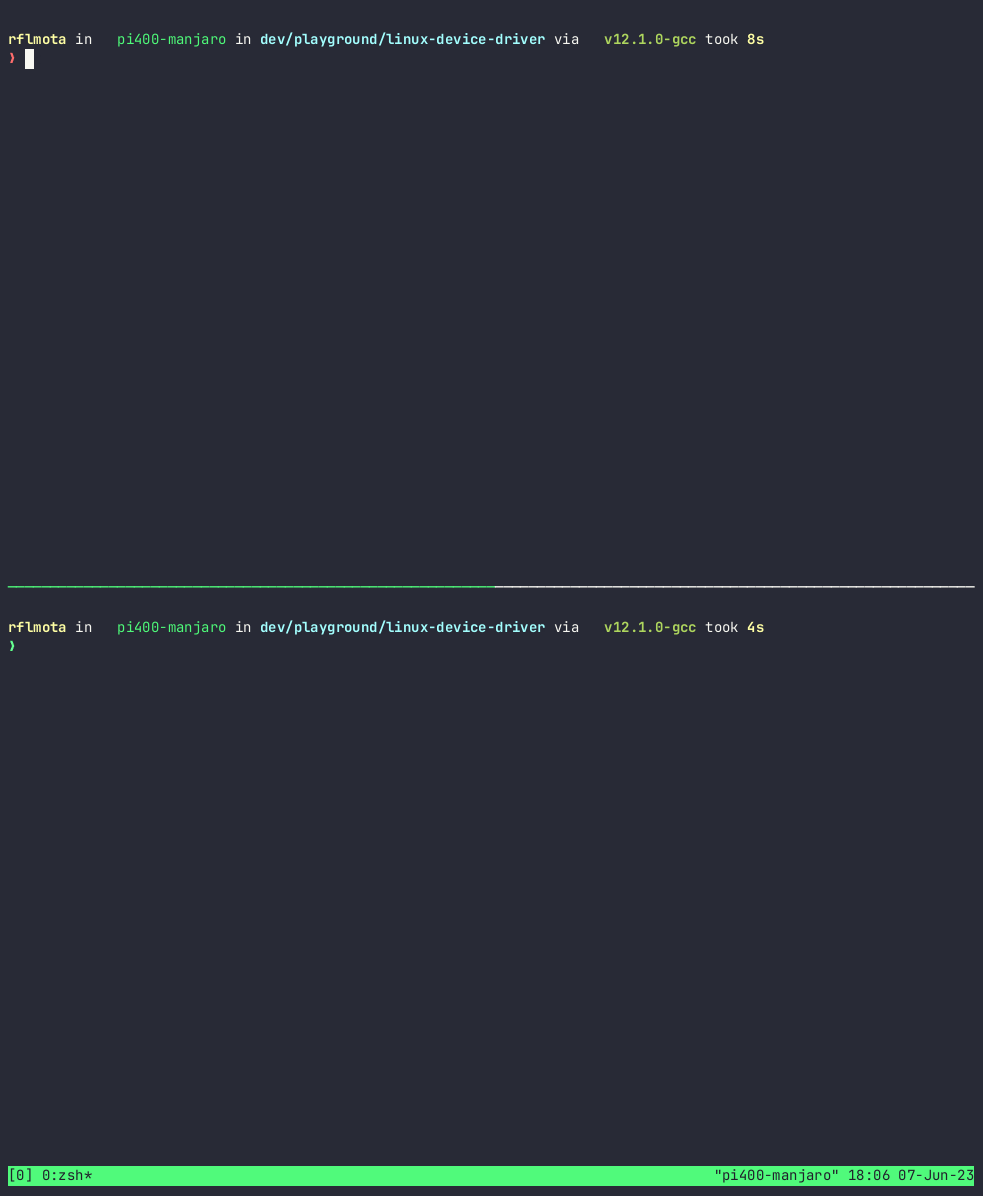 rflmota in pi400-manjaro in dev/playground/linux-device-driver via v12.1.0-gcc took 8s
❯
rflmota in pi400-manjaro in dev/playground/linux-device-driver via v12.1.0-gcc took 4s
❯
[0] 0:zsh* "pi400-manjaro" 18:06 07-Jun-23